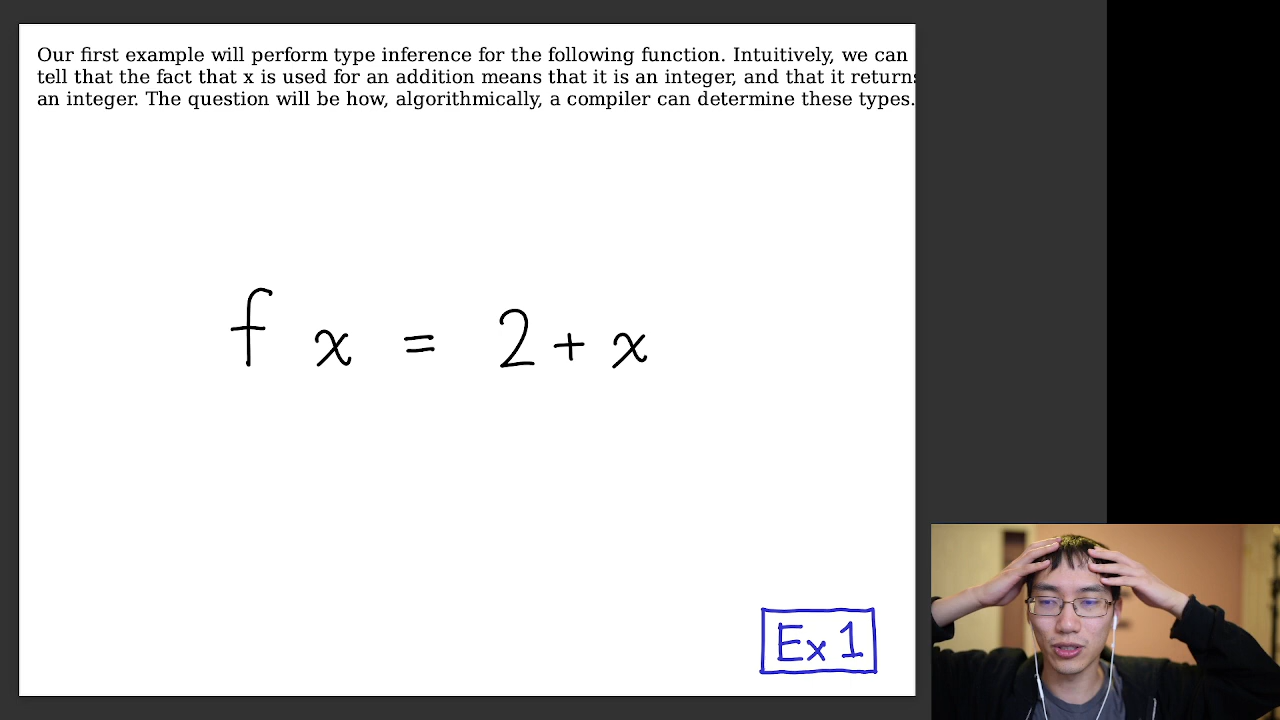 Our first example will perform type inference for the following function. Intuitively, we can
tell that the fact that x is used for an addition means that it is an integer, and that it returns
an integer. The question will be how, algorithmically, a compiler can determine these types.
f x = 2 + x
Ex 1